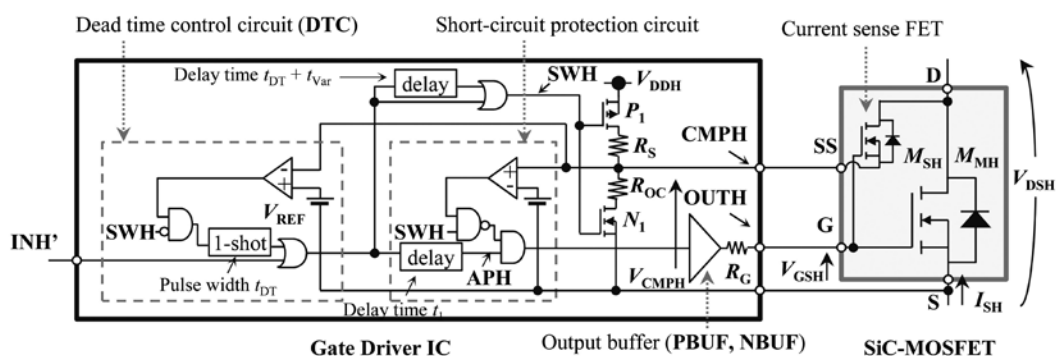 Dead time control circuit (DTC)
Short-circuit protection circuit
Current sense FET
Delay time tDT + tVar
delay
SWH
VDDH
P1
RS
CMPH
D
SS
MSH
MMH
VDSH
ROC
OUTH
N1
VREF
SWH
1-shot
Pulse width tDT
INH'
SWH
delay
APH
Delay time t1
VCMPH
RG
G
VGSH
S
ISH
Output buffer (PBUF, NBUF)
Gate Driver IC
SiC-MOSFET